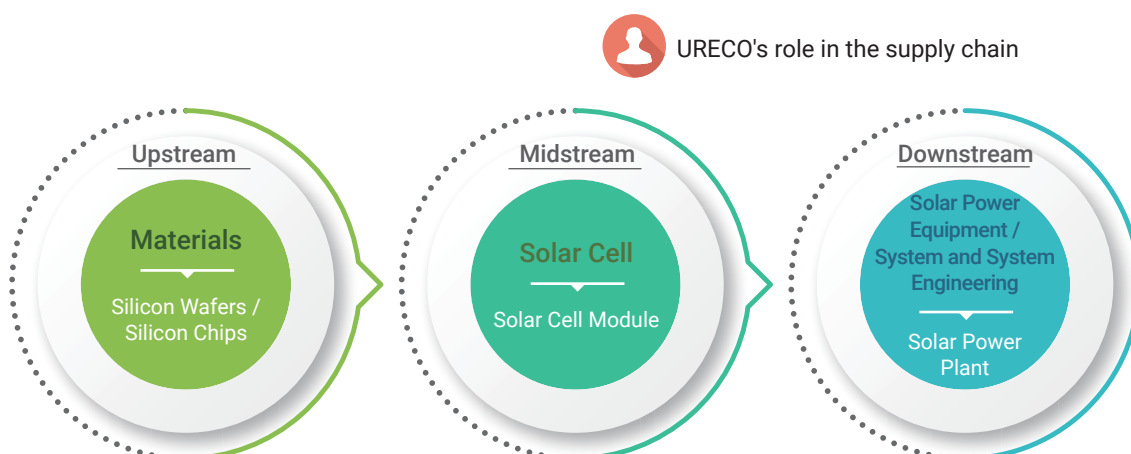 URECO's role in the supply chain
Upstream
Materials
Silicon Wafers /
Silicon Chips
Midstream
Solar Cell
Solar Cell Module
Downstream
Solar Power
Equipment /
System and System
Engineering
Solar Power
Plant